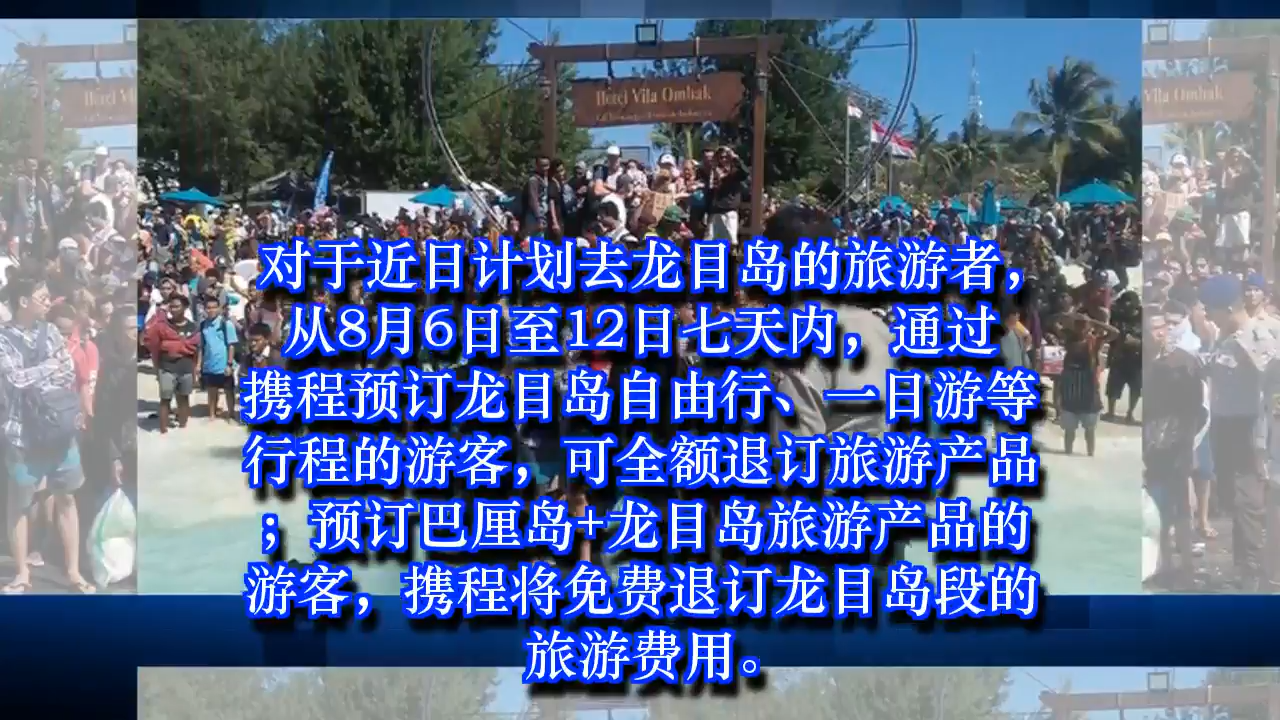 Hotel Vila Ombak
对于近日计划去龙目岛的旅游者，
从8月6日至12日七天内，通过
携程预订龙目岛自由行、一日游等
行程的游客，可全额退订旅游产品
；预订巴厘岛+龙目岛旅游产品的
游客，携程将免费退订龙目岛段的
旅游费用。